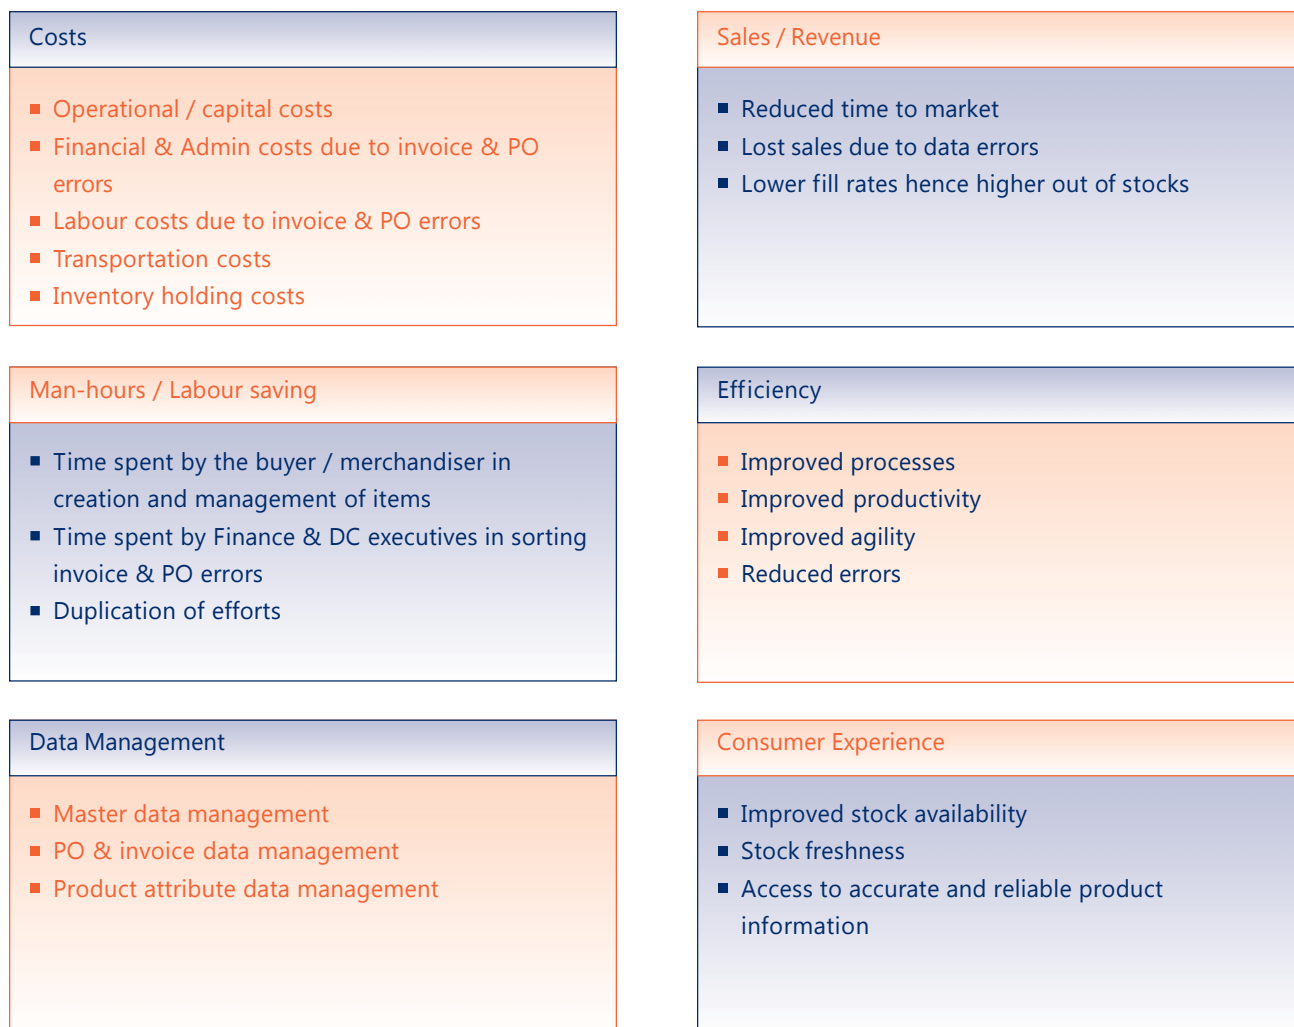 Costs
■ Operational / capital costs
■ Financial & Admin costs due to invoice & PO
errors
■ Labour costs due to invoice & PO errors
■ Transportation costs
■ Inventory holding costs
Sales / Revenue
■ Reduced time to market
■ Lost sales due to data errors
■ Lower fill rates hence higher out of stocks
Man-hours / Labour saving
■ Time spent by the buyer / merchandiser in
creation and management of items
■ Time spent by Finance & DC executives in sorting
invoice & PO errors
■ Duplication of efforts
Efficiency
■ Improved processes
■ Improved productivity
■ Improved agility
■ Reduced errors
Data Management
■ Master data management
■ PO & invoice data management
■ Product attribute data management
Consumer Experience
■ Improved stock availability
■ Stock freshness
■ Access to accurate and reliable product
information